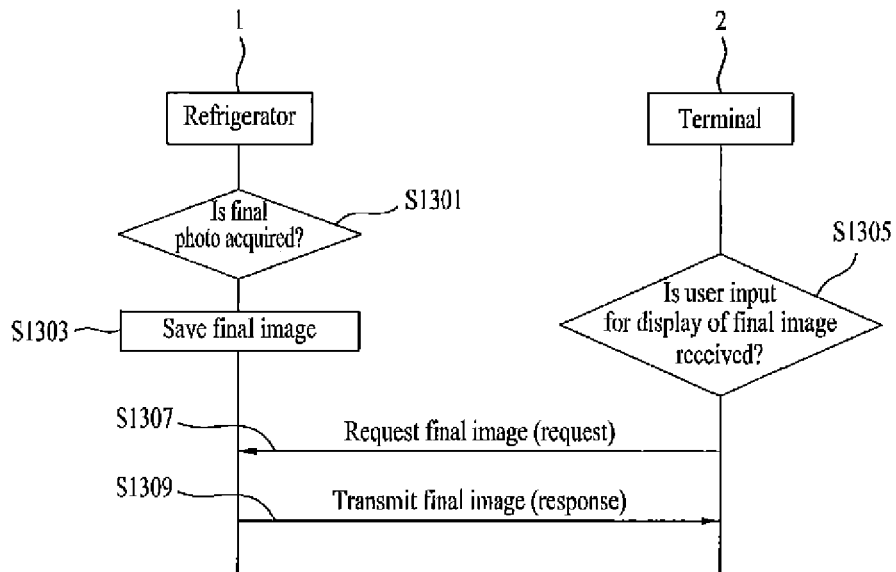 1
2
Refrigerator
Terminal
Is final
photo acquired?
S1301
S1305
Is user input
for display of final image
received?
S1303
Save final image
S1307
Request final image (request)
S1309
Transmit final image (response)